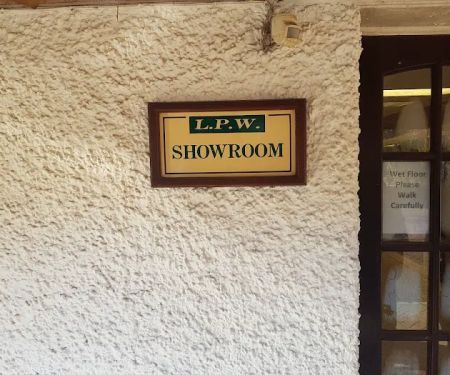 L.P.W.
SHOWROOM
Wet Floor
Please
Walk
Carefully